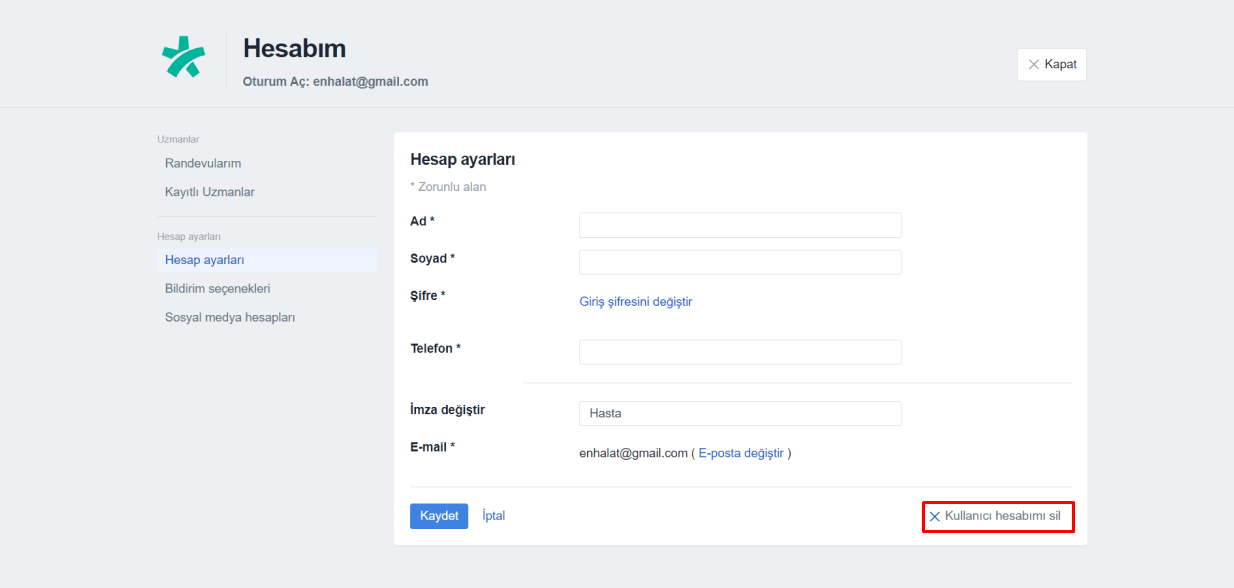 Hesabım
Oturum Aç: enhalat@gmail.com
Kapat
Uzmanlar
Randevularım
Kayıtlı Uzmanlar
Hesap ayarları
Hesap ayarları
Bildirim seçenekleri
Sosyal medya hesapları
Hesap ayarları
* Zorunlu alan
Ad *
Soyad *
Şifre * Giriş şifresini değiştir
Telefon *
İmza değiştir Hasta
E-mail * enhalat@gmail.com ( E-posta değiştir )
Kaydet İptal Kullanıcı hesabımı sil